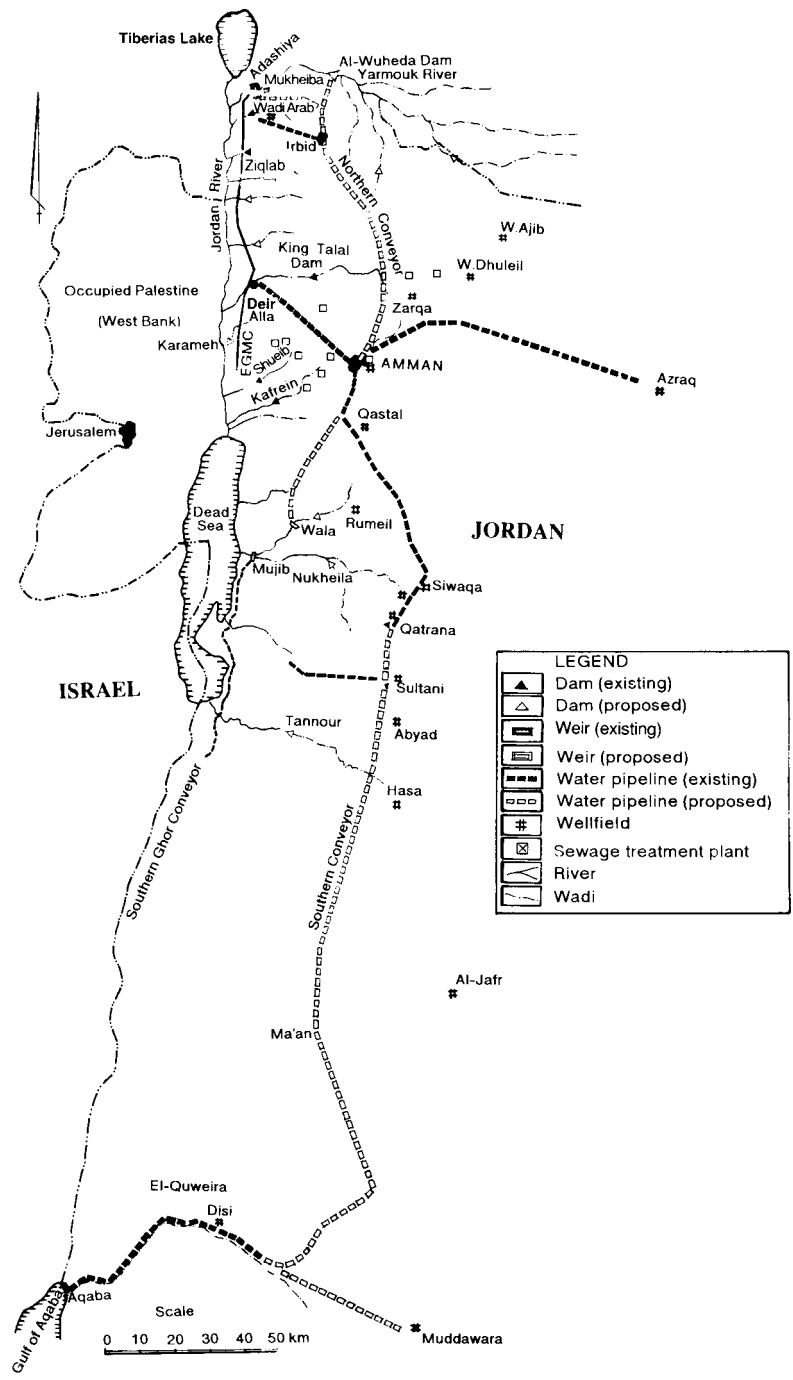 Tiberias Lake
Adashiya
Mukheiba
Al-Wuheda Dam
Yarmouk River
Wadi Arab
Irbid
Ziqlab
Jordan River
Northern Conveyor
W.Ajib
King Talal
Dam
W.Dhuleil
Occupied Palestine
(West Bank)
Deir
Alla
Zarqa
Karameh
EGMC
Shueib
AMMAN
Kafrein
Azraq
Jerusalem
Qastal
Dead
Sea
Rumeil
Wala
JORDAN
Mujib
Nukheila
Siwaqa
Qatrana
ISRAEL
Sultani
Tannour
Abyad
Hasa
Southern Ghor Conveyor
Southern Conveyor
LEGEND
Dam (existing)
Dam (proposed)
Weir (existing)
Weir (proposed)
Water pipeline (existing)
Water pipeline (proposed)
Wellfield
Sewage treatment plant
River
Wadi
Al-Jafr
Ma'an
El-Quweira
Disi
Gulf of Aqaba
Aqaba
Scale
0 10 20 30 40 50 km
Muddawara